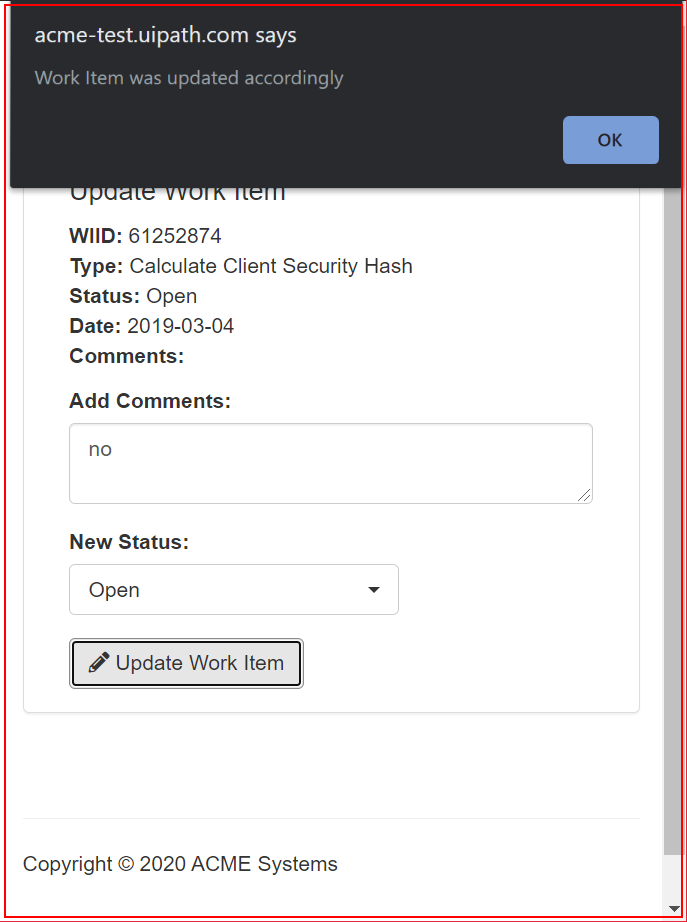 acme-test.uipath.com says
Work Item was updated accordingly
OK
Update Work Item
WIID: 61252874
Type: Calculate Client Security Hash
Status: Open
Date: 2019-03-04
Comments:
Add Comments:
no
New Status:
Open
Update Work Item
Copyright © 2020 ACME Systems